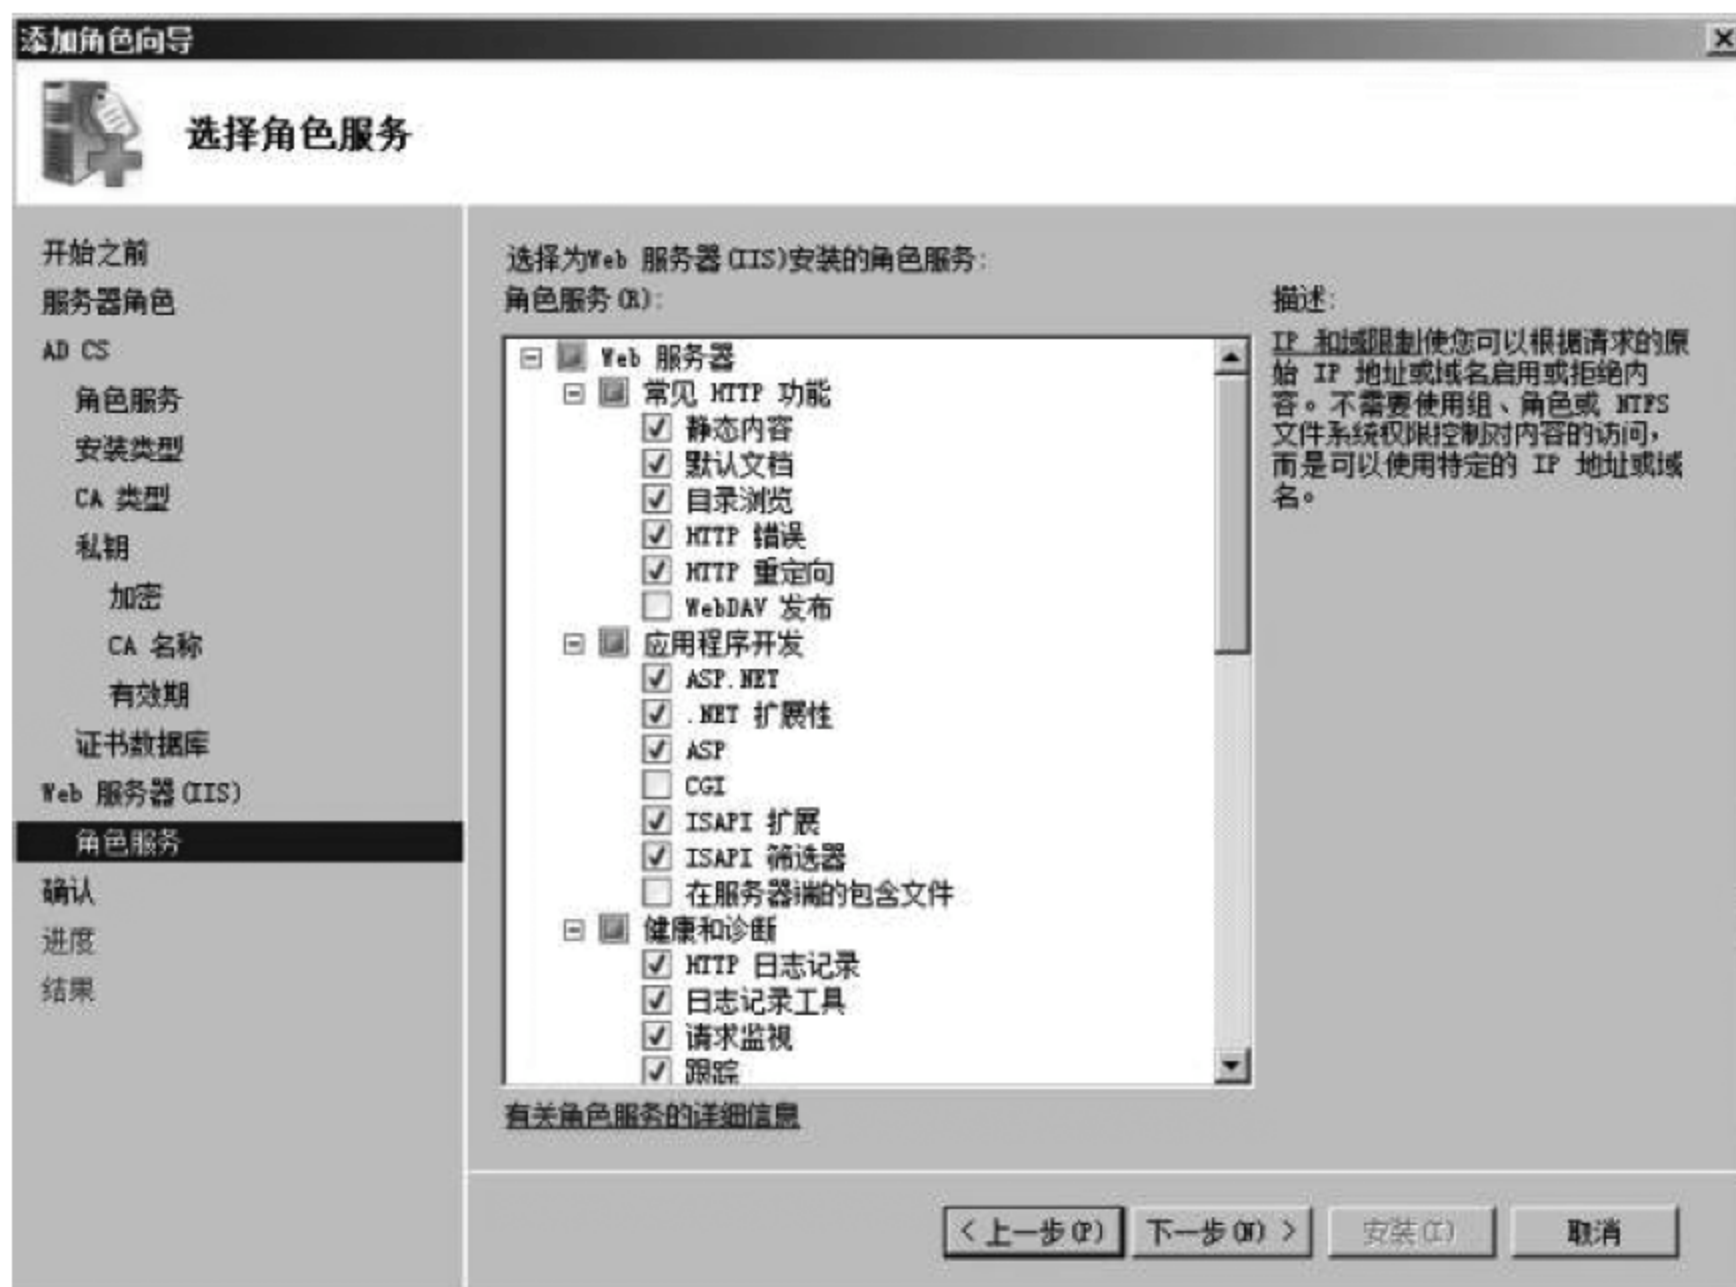 添加角色向导
选择角色服务
开始之前
服务器角色
AD CS
角色服务
安装类型
CA 类型
私钥
加密
CA 名称
有效期
证书数据库
Web 服务器(IIS)
角色服务
确认
进度
结果
选择为Web 服务器(IIS)安装的角色服务:
角色服务(R):
Web 服务器
常见 HTTP 功能
静态内容
默认文档
目录浏览
HTTP 错误
HTTP 重定向
WebDAV 发布
应用程序开发
ASP.NET
.NET 扩展性
ASP
CGI
ISAPI 扩展
ISAPI 筛选器
在服务器端的包含文件
健康和诊断
HTTP 日志记录
日志记录工具
请求监视
跟踪
有关角色服务的详细信息
描述:
IP 和域限制使您可以根据请求的原
始 IP 地址或域名启用或拒绝内
容。不需要使用组、角色或 NTFS
文件系统权限控制对内容的访问,
而是可以使用特定的 IP 地址或域
名。
< 上一步(P)
下一步(N) >
安装(I)
取消